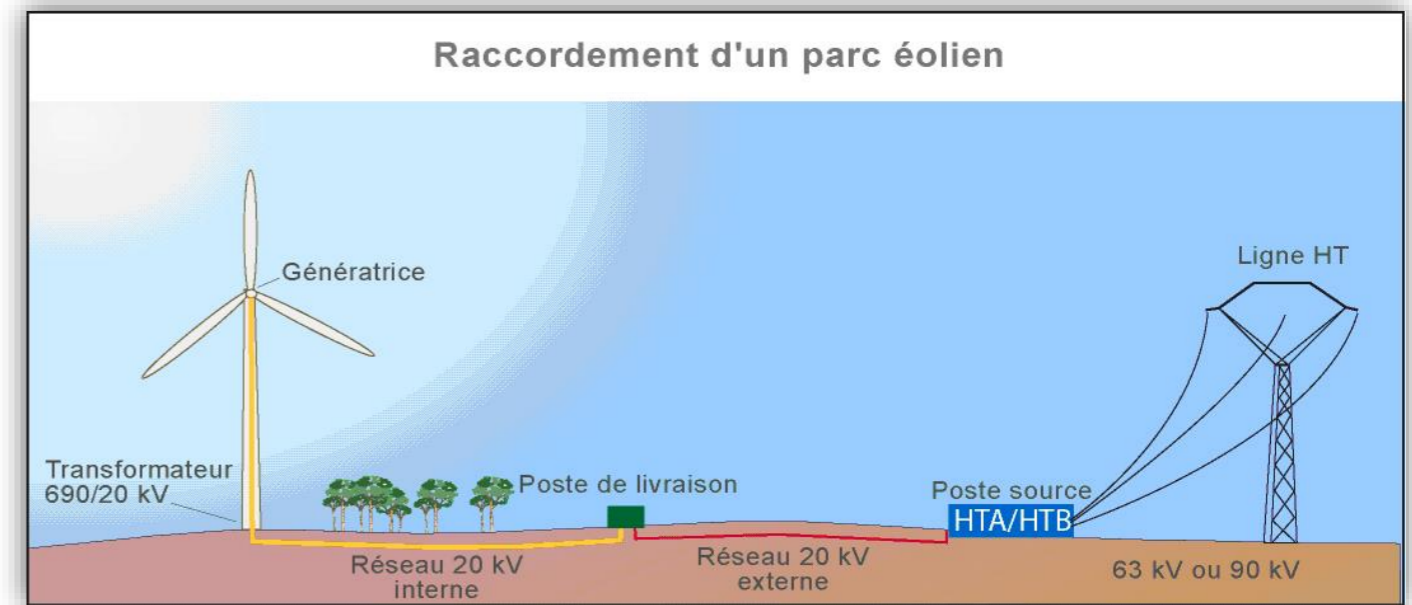 Raccordement d'un parc éolien
Génératrice
Ligne HT
Transformateur
690/20 kV
Poste de livraison
Poste source
HTA/HTB
Réseau 20 kV
interne
Réseau 20 kV
externe
63 kV ou 90 kV